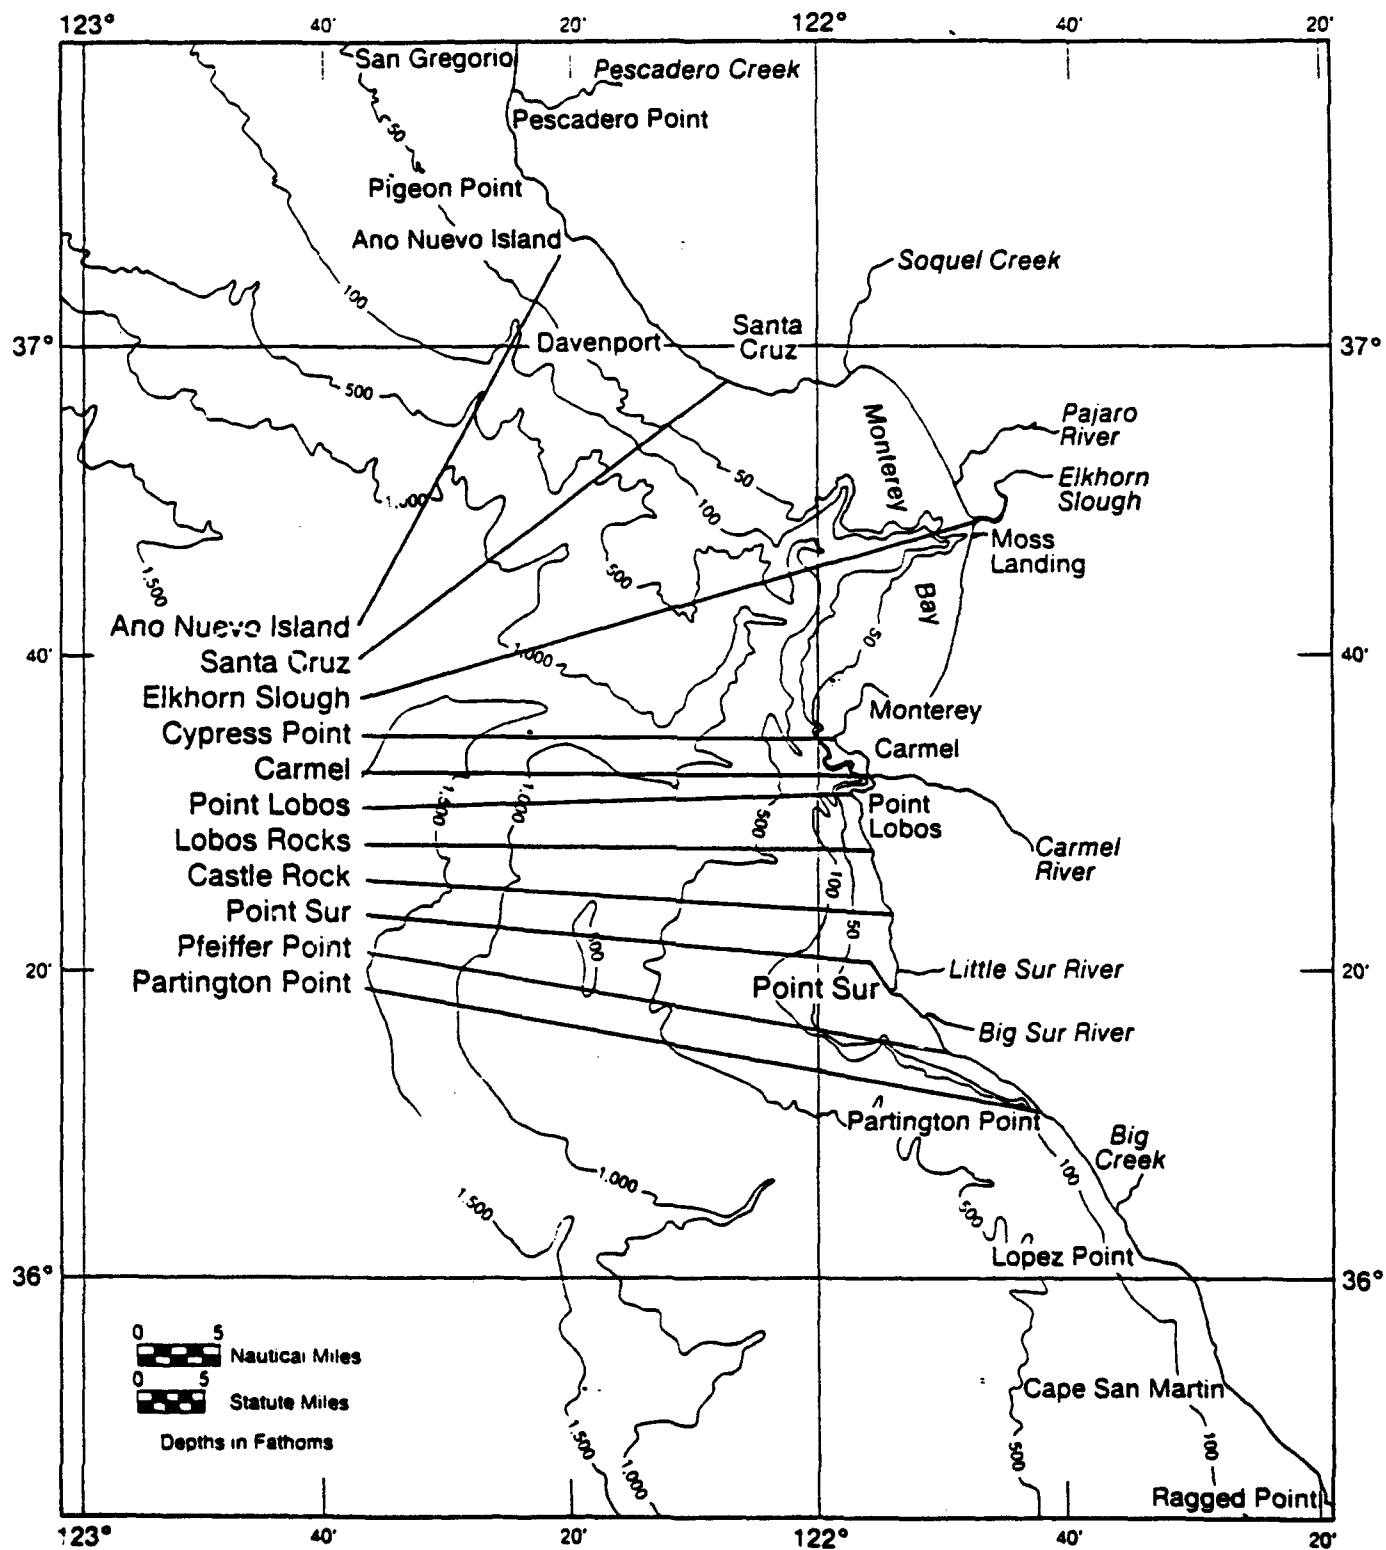 123°
40'
20'
122°
40'
20'
San Gregorio
Pescadero Creek
50
Pescadero Point
Pigeon Point
Ano Nuevo Island
Soquel Creek
100
37°
Davenport
Santa
Cruz
37°
500
Monterey
Pajaro
River
50
Elkhorn
Slough
1.000
100
Moss
Landing
1.500
500
Bay
Ano Nuevo Island
50
40'
Santa Cruz
1.000
40'
Elkhorn Slough
Monterey
Cypress Point
Carmel
Carmel
1.500
1.000
Point Lobos
500
Point
Lobos
Lobos Rocks
Carmel
River
Castle Rock
100
Point Sur
50
Pfeiffer Point
20'
Little Sur River
20'
Partington Point
Point Sur
Big Sur River
Partington Point
Big
Creek
100
1.000
1.500
500
Lopez Point
36°
36°
0 5
Nautical Miles
0 5
Statute Miles
Cape San Martin
Depths in Fathoms
1.500
1.000
500
100
Ragged Point
123°
40'
20'
122°
40'
20'